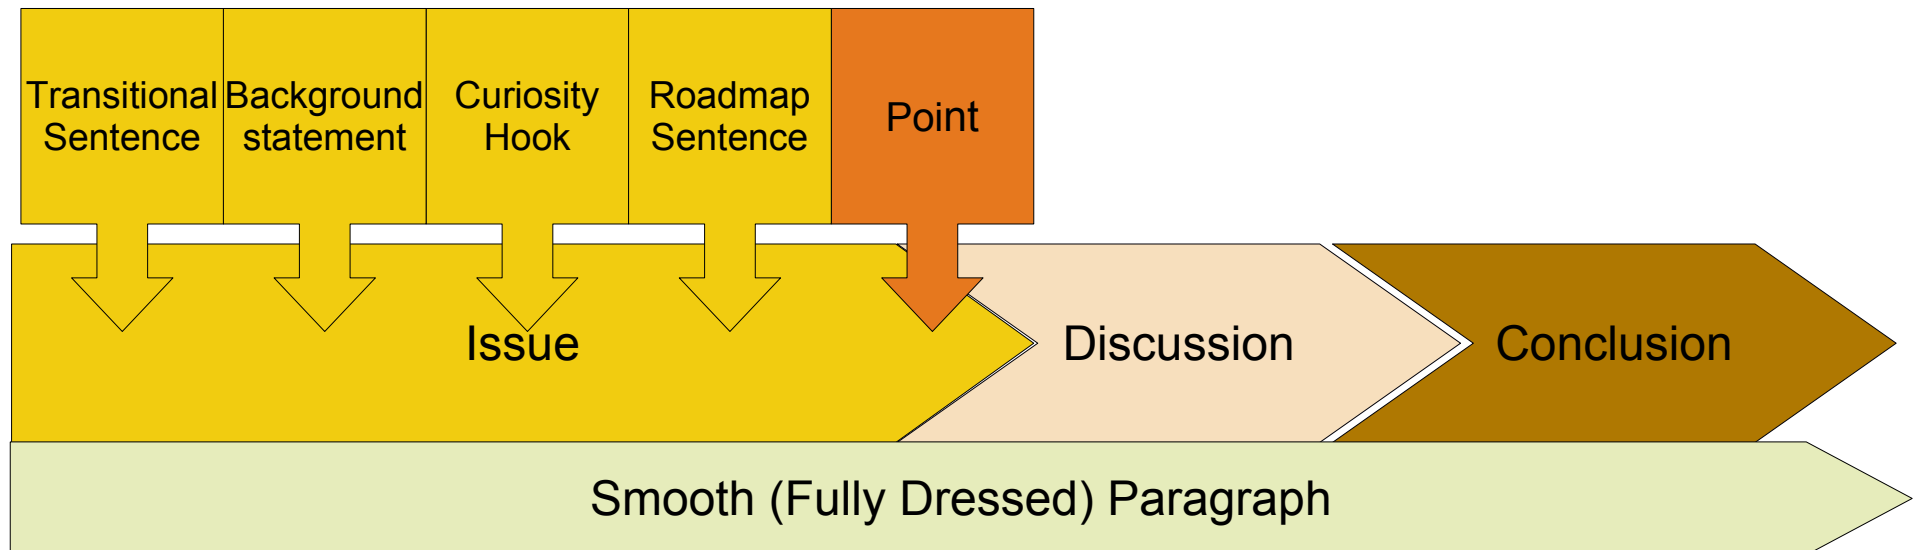 Transitional
Sentence
Background
statement
Curiosity
Hook
Roadmap
Sentence
Point
Issue
Discussion
Conclusion
Smooth (Fully Dressed) Paragraph